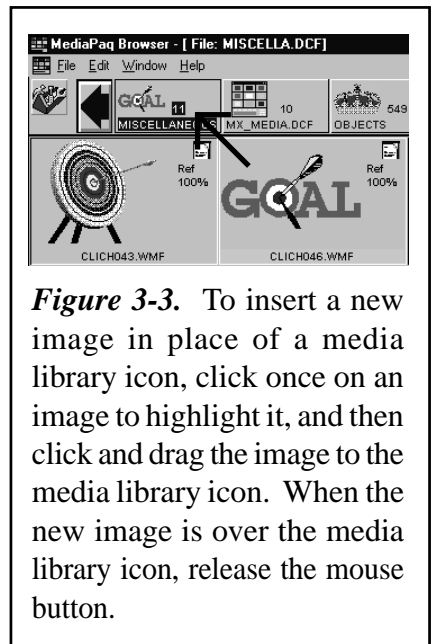 MediaPaq Browser - [ File: MISCELLA.DCF]
File Edit Window Help
GOAL 11 10 549
MISCELLANEOUS MX_MEDIA.DCF OBJECTS
Ref Ref
100% 100%
GOAL
CLICH043.WMF CLICH046.WMF
Figure 3-3. To insert a new
image in place of a media
library icon, click once on an
image to highlight it, and then
click and drag the image to the
media library icon. When the
new image is over the media
library icon, release the mouse
button.